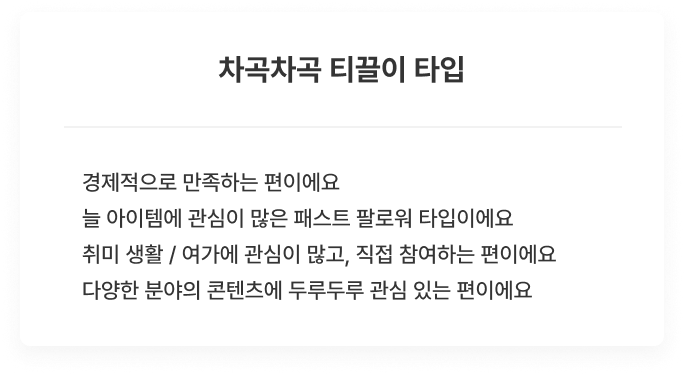 차곡차곡 티끌이 타입
경제적으로 만족하는 편이에요
늘 아이템에 관심이 많은 패스트 팔로워 타입이에요
취미 생활 / 여가에 관심이 많고, 직접 참여하는 편이에요
다양한 분야의 콘텐츠에 두루두루 관심 있는 편이에요